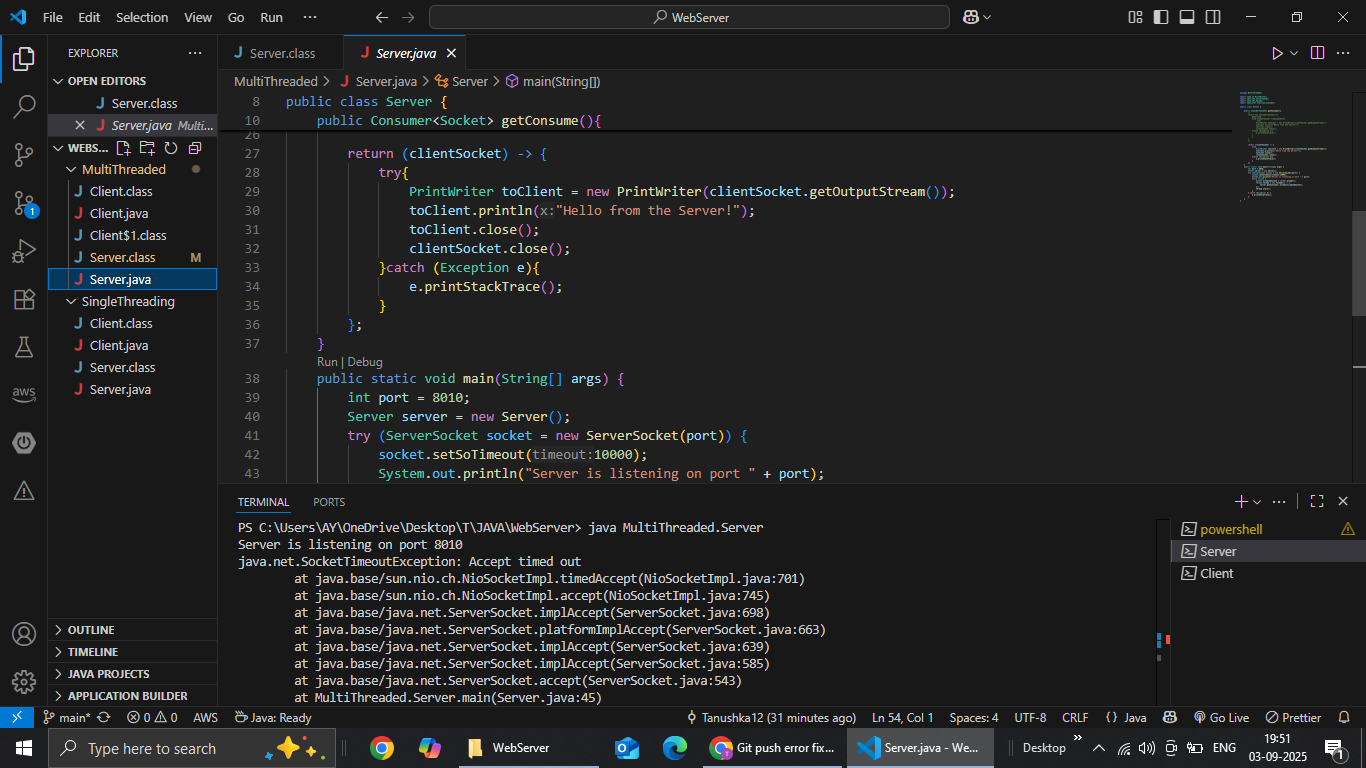 File Edit Selection View Go Run ··· WebServer
EXPLORER
OPEN EDITORS
Server.class
Server.java Multi...
WEBS...
MultiThreaded
Client.class
Client.java
Client$1.class
Server.class M
Server.java
SingleThreading
Client.class
Client.java
Server.class
Server.java
OUTLINE
TIMELINE
JAVA PROJECTS
APPLICATION BUILDER
1
aws
Server.class Server.java
MultiThreaded > Server.java > Server > main(String[])
8 public class Server {
10 public Consumer<Socket> getConsume(){
26
27 return (clientSocket) -> {
28 try{
29 PrintWriter toClient = new PrintWriter(clientSocket.getOutputStream());
30 toClient.println(x:"Hello from the Server!");
31 toClient.close();
32 clientSocket.close();
33 }catch (Exception e){
34 e.printStackTrace();
35 }
36 };
37 }
Run | Debug
38 public static void main(String[] args) {
39 int port = 8010;
40 Server server = new Server();
41 try (ServerSocket socket = new ServerSocket(port)) {
42 socket.setSoTimeout(timeout:10000);
43 System.out.println("Server is listening on port " + port);
TERMINAL PORTS
PS C:\Users\AY\OneDrive\Desktop\T\JAVA\WebServer> java MultiThreaded.Server
Server is listening on port 8010
java.net.SocketTimeoutException: Accept timed out
at java.base/sun.nio.ch.NioSocketImpl.timedAccept(NioSocketImpl.java:701)
at java.base/sun.nio.ch.NioSocketImpl.accept(NioSocketImpl.java:745)
at java.base/java.net.ServerSocket.implAccept(ServerSocket.java:698)
at java.base/java.net.ServerSocket.platformImplAccept(ServerSocket.java:663)
at java.base/java.net.ServerSocket.implAccept(ServerSocket.java:639)
at java.base/java.net.ServerSocket.implAccept(ServerSocket.java:585)
at java.base/java.net.ServerSocket.accept(ServerSocket.java:543)
at MultiThreaded.Server.main(Server.java:45)
powershell
Server
Client
main* 0 0 AWS Java: Ready Tanushka12 (31 minutes ago) Ln 54, Col 1 Spaces: 4 UTF-8 CRLF {} Java Go Live Prettier
Type here to search WebServer Git push error fix... Server.java - We... Desktop ENG 19:51
03-09-2025
1